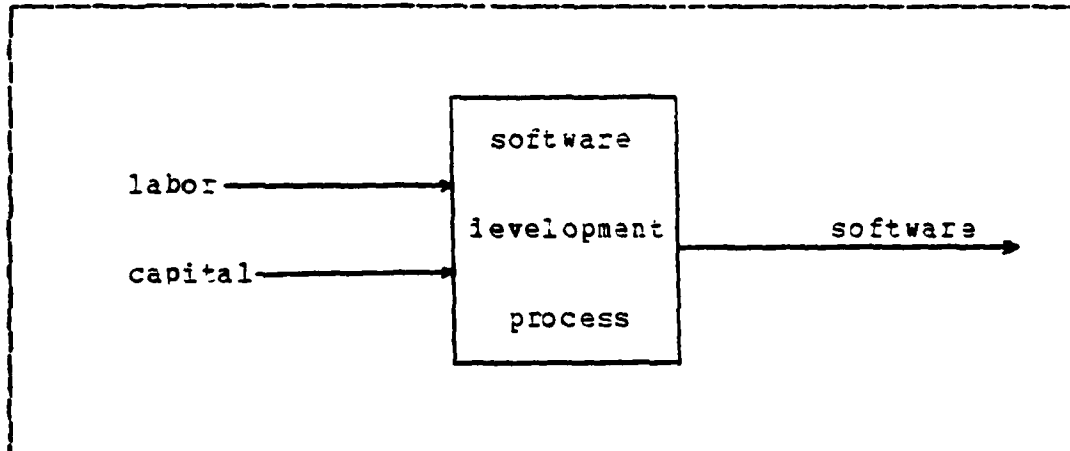 software
labor
development
software
capital
process